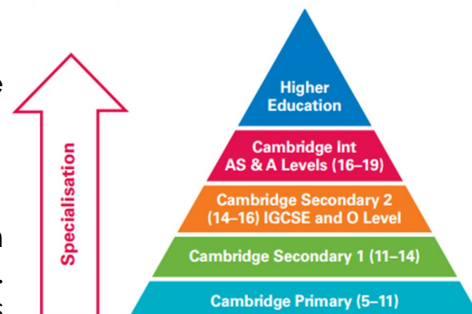 Higher
Education
Cambridge Int
AS & A Levels (16–19)
Cambridge Secondary 2
(14–16) IGCSE and O Level
Cambridge Secondary 1 (11–14)
Cambridge Primary (5–11)
Specialisation